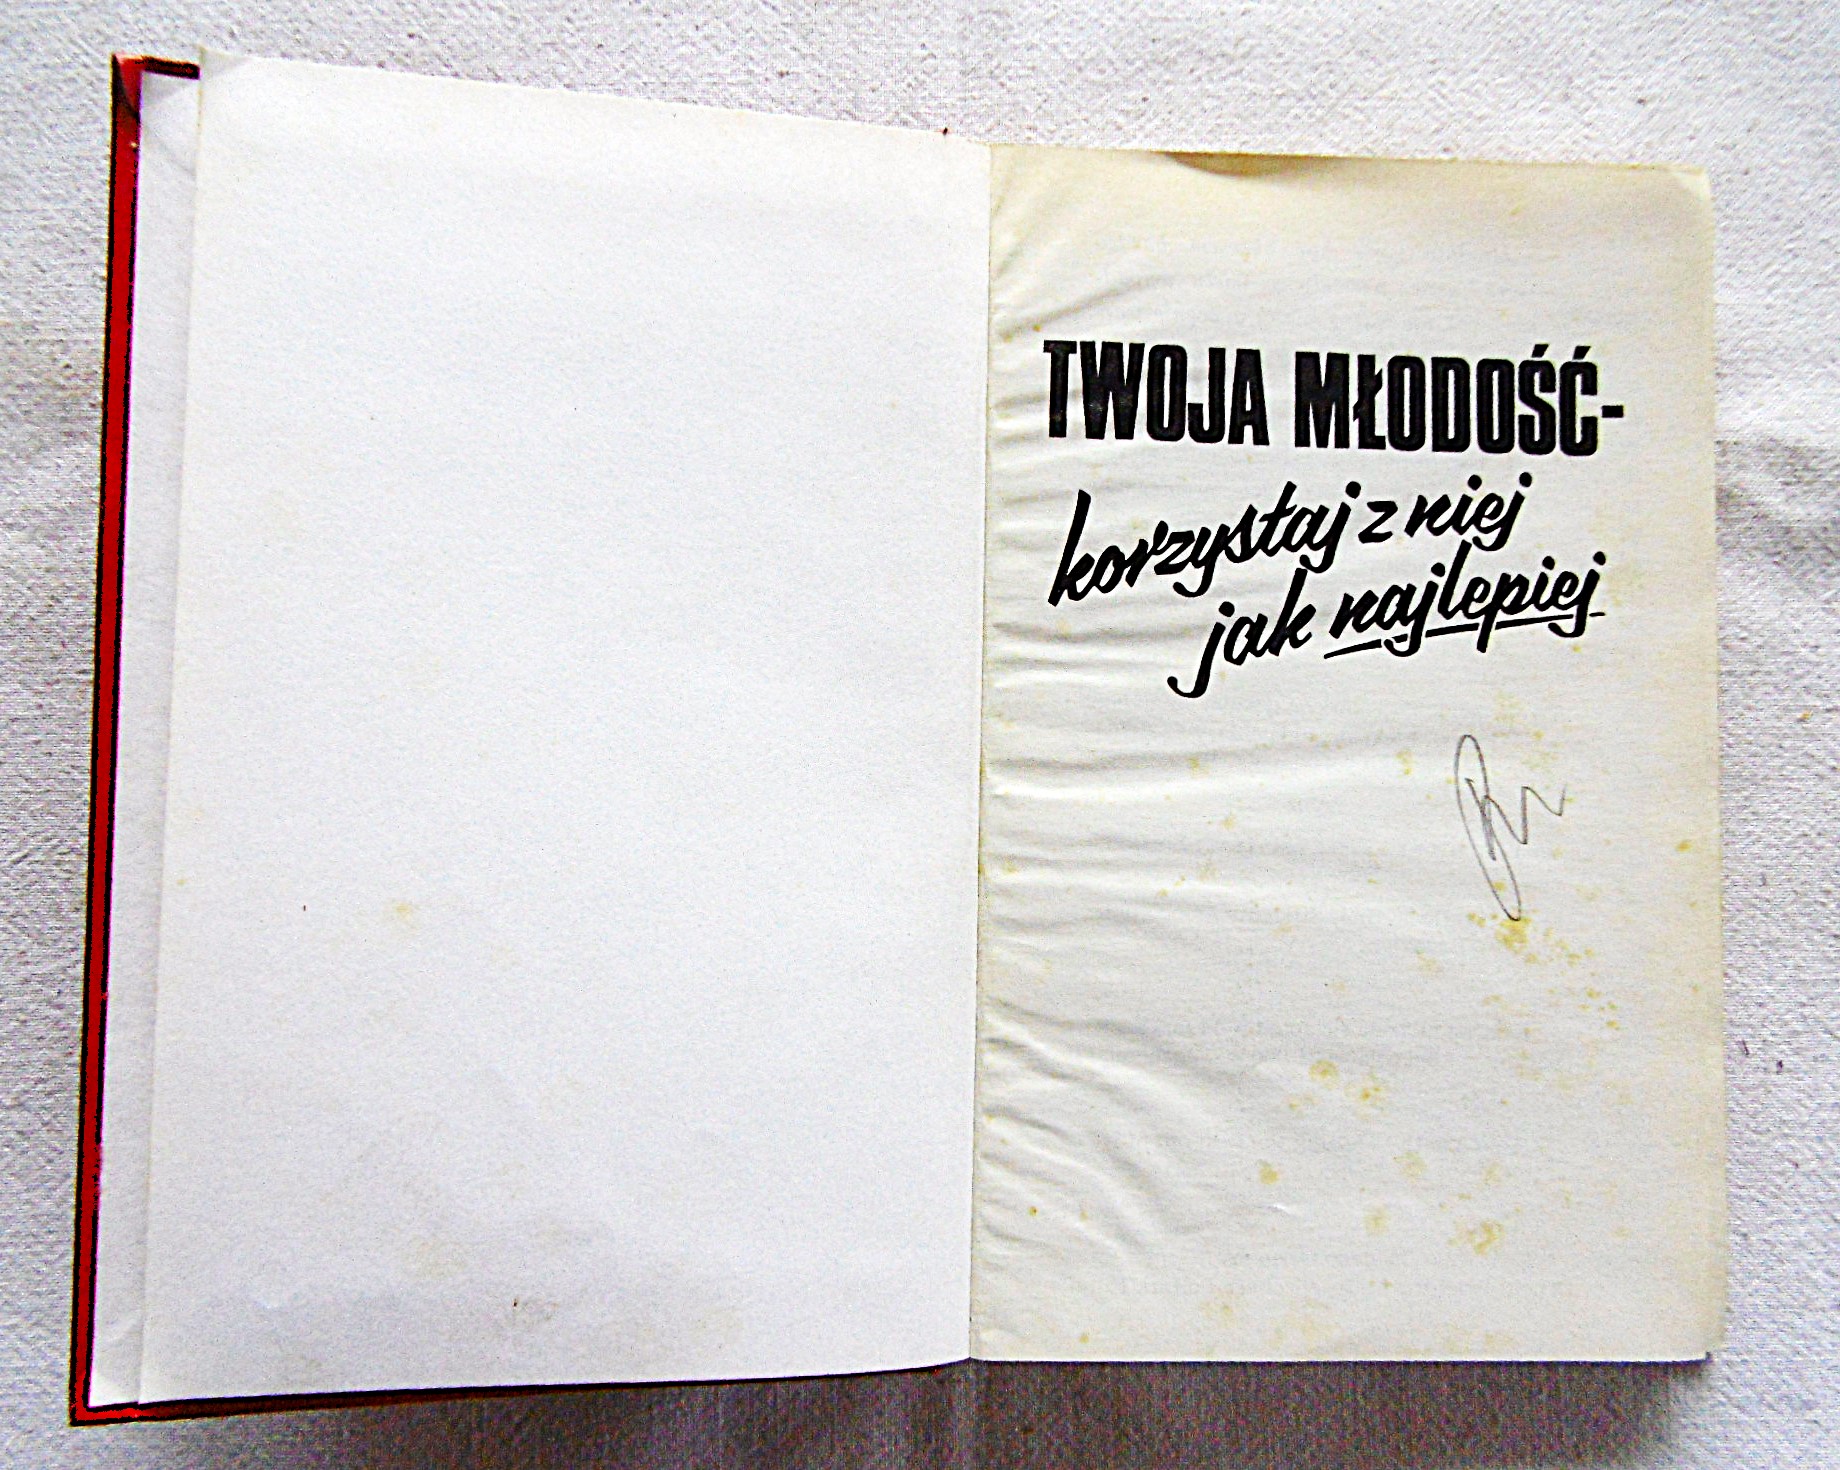 TWOJA MŁODOŚĆ-
korzystaj z niej
jak najlepiej